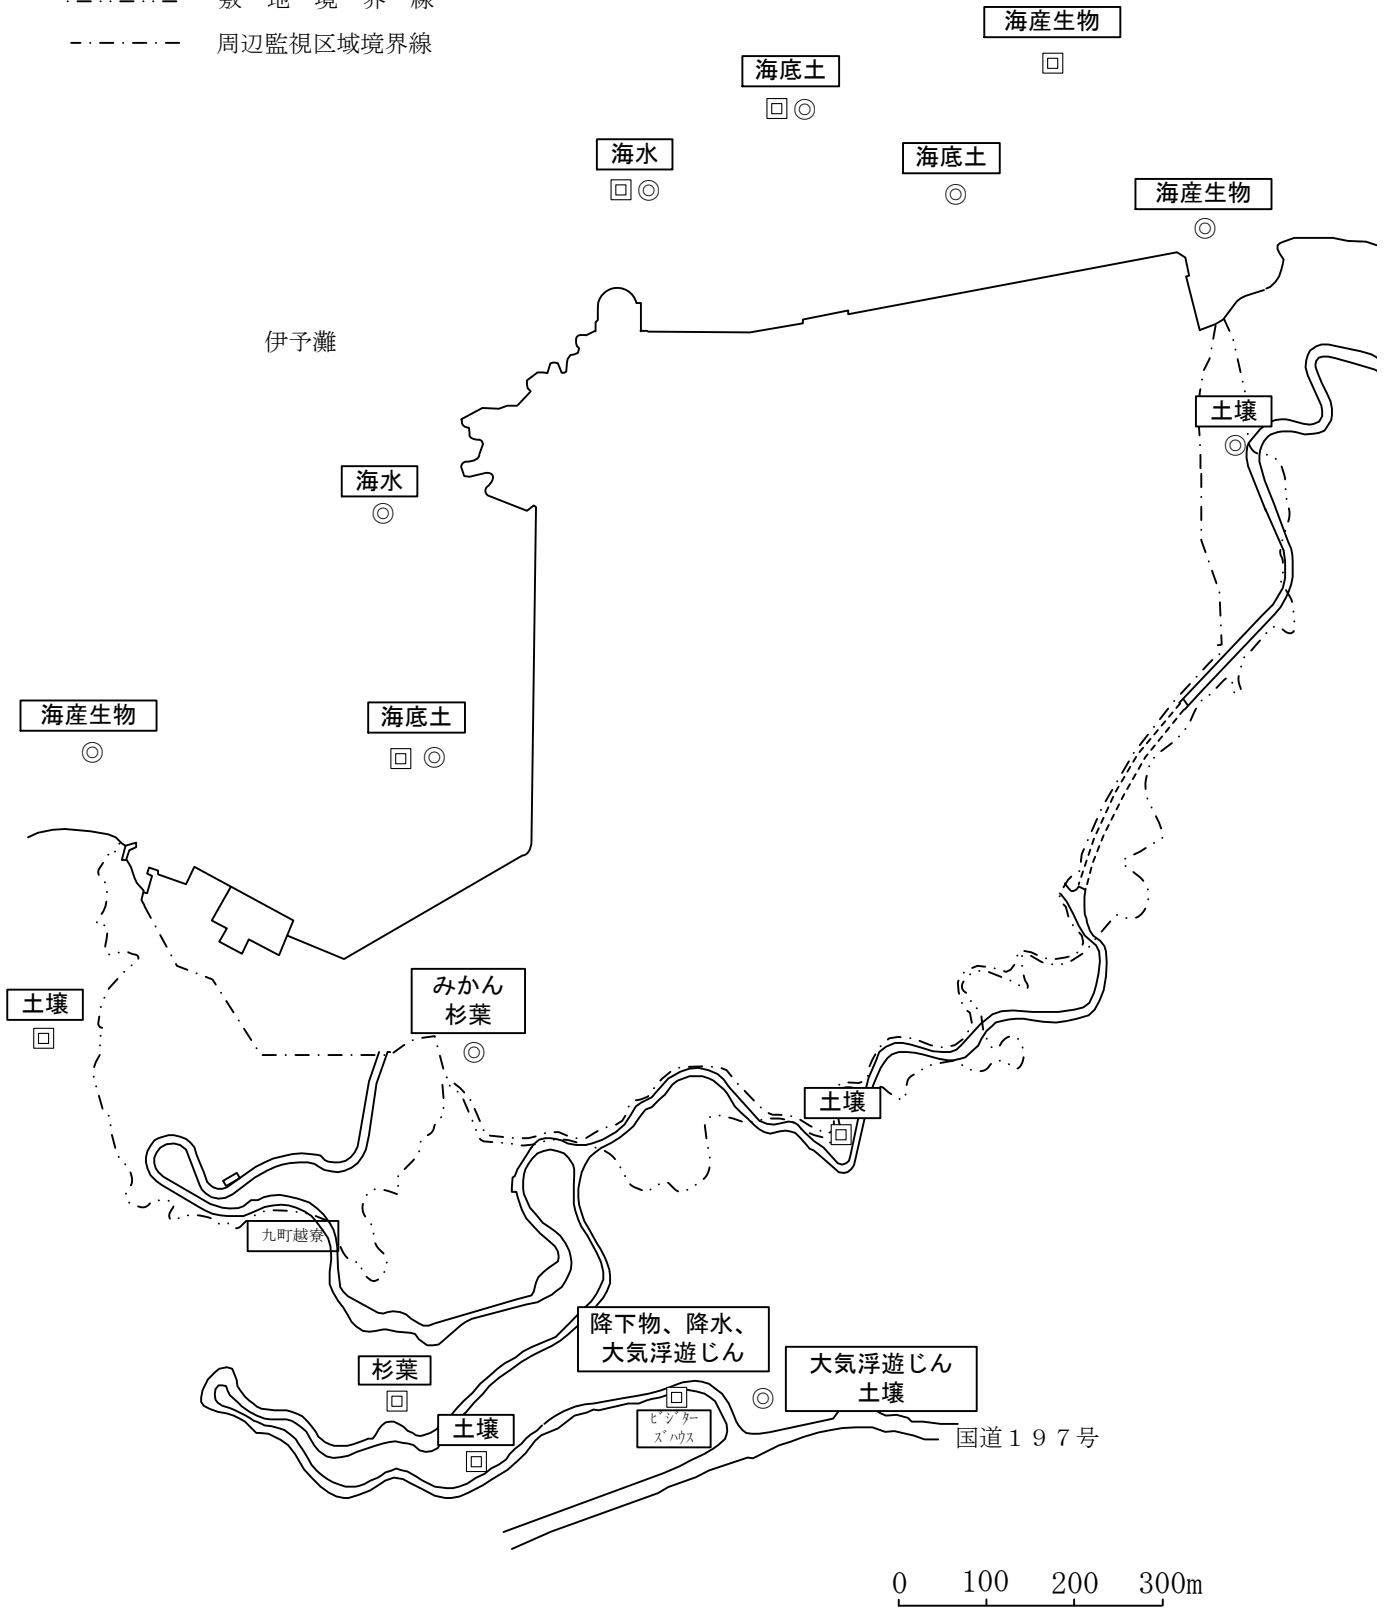 敷 地 境 界 線
周辺監視区域境界線
海産生物
海底土
海水
海底土
海産生物
伊予灘
土壌
海水
海産生物
海底土
土壌
みかん
杉葉
土壌
九町越寮
降下物、降水、
大気浮遊じん
大気浮遊じん
土壌
杉葉
土壌
ビジター
ズハウス
国道１９７号
0 100 200 300m